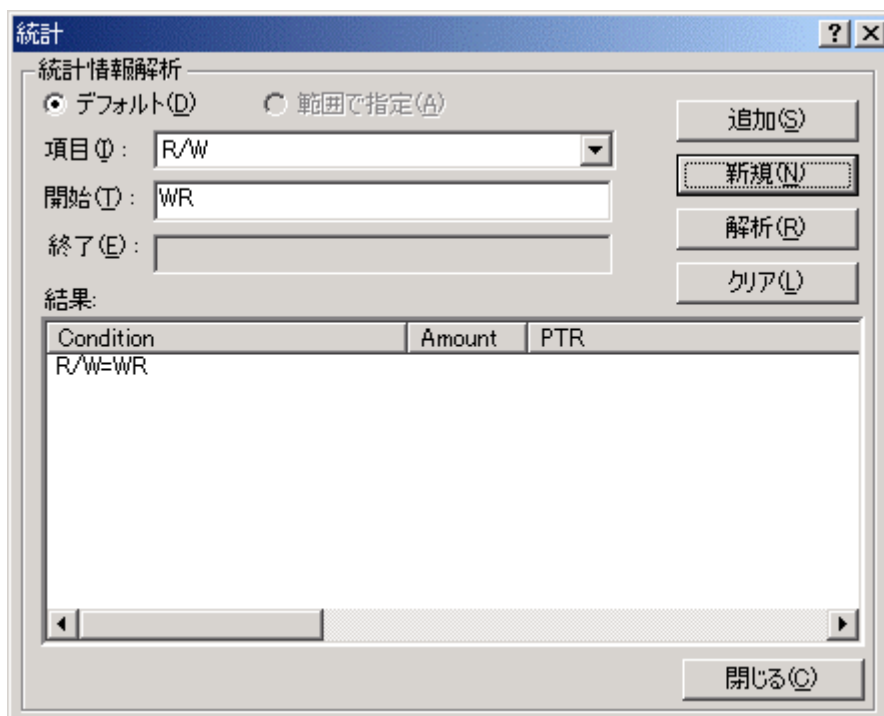 統計
統計情報解析
デフォルト(D) 範囲で指定(A)
追加(S)
項目(I): R/W
新規(N)
開始(T): WR
解析(R)
終了(E):
クリア(L)
結果:
Condition Amount PTR
R/W=WR
閉じる(C)